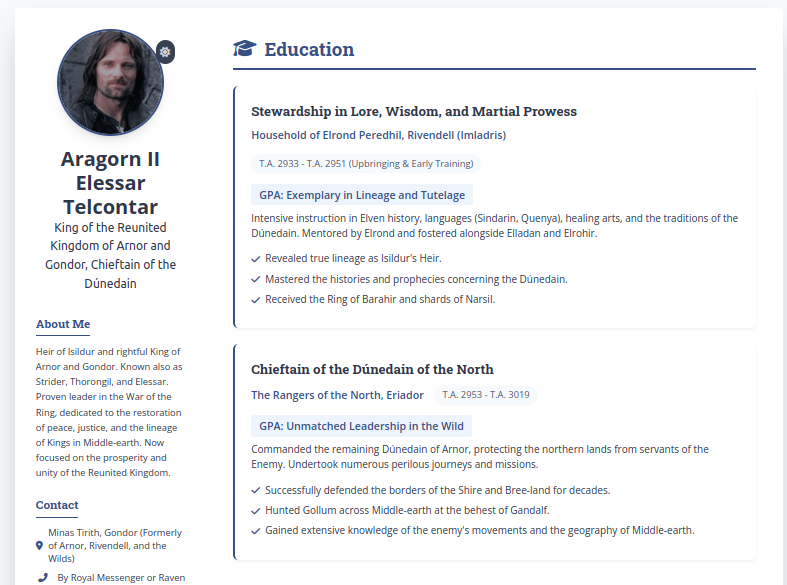 Aragorn II
Elessar
Telcontar
King of the Reunited
Kingdom of Arnor and
Gondor, Chieftain of the
Dúnedain
About Me
Heir of Isildur and rightful King of
Arnor and Gondor. Known also as
Strider, Thorongil, and Elessar.
Proven leader in the War of the
Ring, dedicated to the restoration
of peace, justice, and the lineage
of Kings in Middle-earth. Now
focused on the prosperity and
unity of the Reunited Kingdom.
Contact
Minas Tirith, Gondor (Formerly
of Arnor, Rivendell, and the
Wilds)
By Royal Messenger or Raven
Education
Stewardship in Lore, Wisdom, and Martial Prowess
Household of Elrond Peredhil, Rivendell (Imladris)
T.A. 2933 - T.A. 2951 (Upbringing & Early Training)
GPA: Exemplary in Lineage and Tutelage
Intensive instruction in Elven history, languages (Sindarin, Quenya), healing arts, and the traditions of the
Dúnedain. Mentored by Elrond and fostered alongside Elladan and Elrohir.
Revealed true lineage as Isildur's Heir.
Mastered the histories and prophecies concerning the Dúnedain.
Received the Ring of Barahir and shards of Narsil.
Chieftain of the Dúnedain of the North
The Rangers of the North, Eriador T.A. 2953 - T.A. 3019
GPA: Unmatched Leadership in the Wild
Commanded the remaining Dúnedain of Arnor, protecting the northern lands from servants of the
Enemy. Undertook numerous perilous journeys and missions.
Successfully defended the borders of the Shire and Bree-land for decades.
Hunted Gollum across Middle-earth at the behest of Gandalf.
Gained extensive knowledge of the enemy's movements and the geography of Middle-earth.